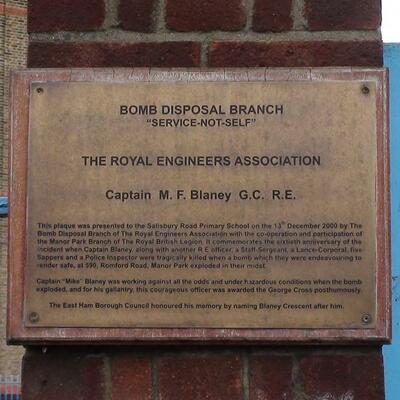 BOMB DISPOSAL BRANCH
"SERVICE-NOT-SELF"
THE ROYAL ENGINEERS ASSOCIATION
Captain M. F. Blaney G.C. R.E.
This plaque was presented to the Salisbury Road Primary School on the 13th December 2000 by The
Bomb Disposal Branch of The Royal Engineers Association with the co-operation and participation of
the Manor Park Branch of The Royal British Legion. It commemorates the sixtieth anniversary of the
incident when Captain Blaney, along with another R.E officer, a Staff-Sergeant, a Lance-Corporal, five
Sappers and a Police Inspector were tragically killed when a bomb which they were endeavouring to
render safe, at 590, Romford Road, Manor Park exploded in their midst.
Captain "Mike" Blaney was working against all the odds and under hazardous conditions when the bomb
exploded, and for his gallantry, this courageous officer was awarded the George Cross posthumously.
The East Ham Borough Council honoured his memory by naming Blaney Crescent after him.